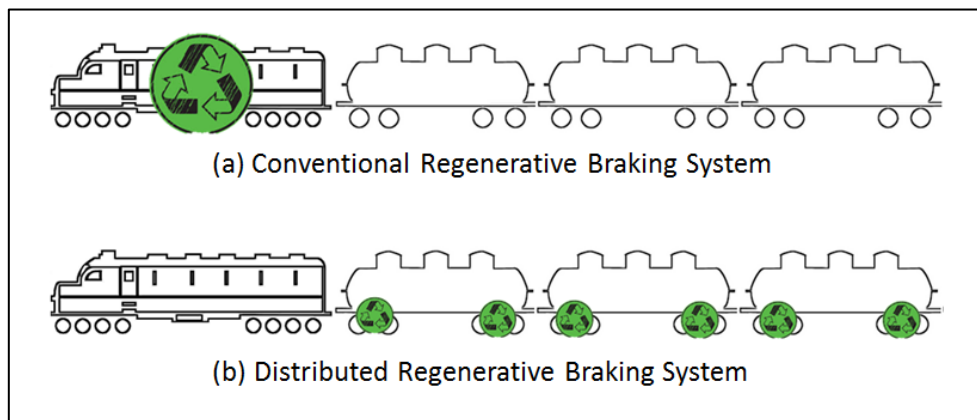 (a) Conventional Regenerative Braking System
(b) Distributed Regenerative Braking System